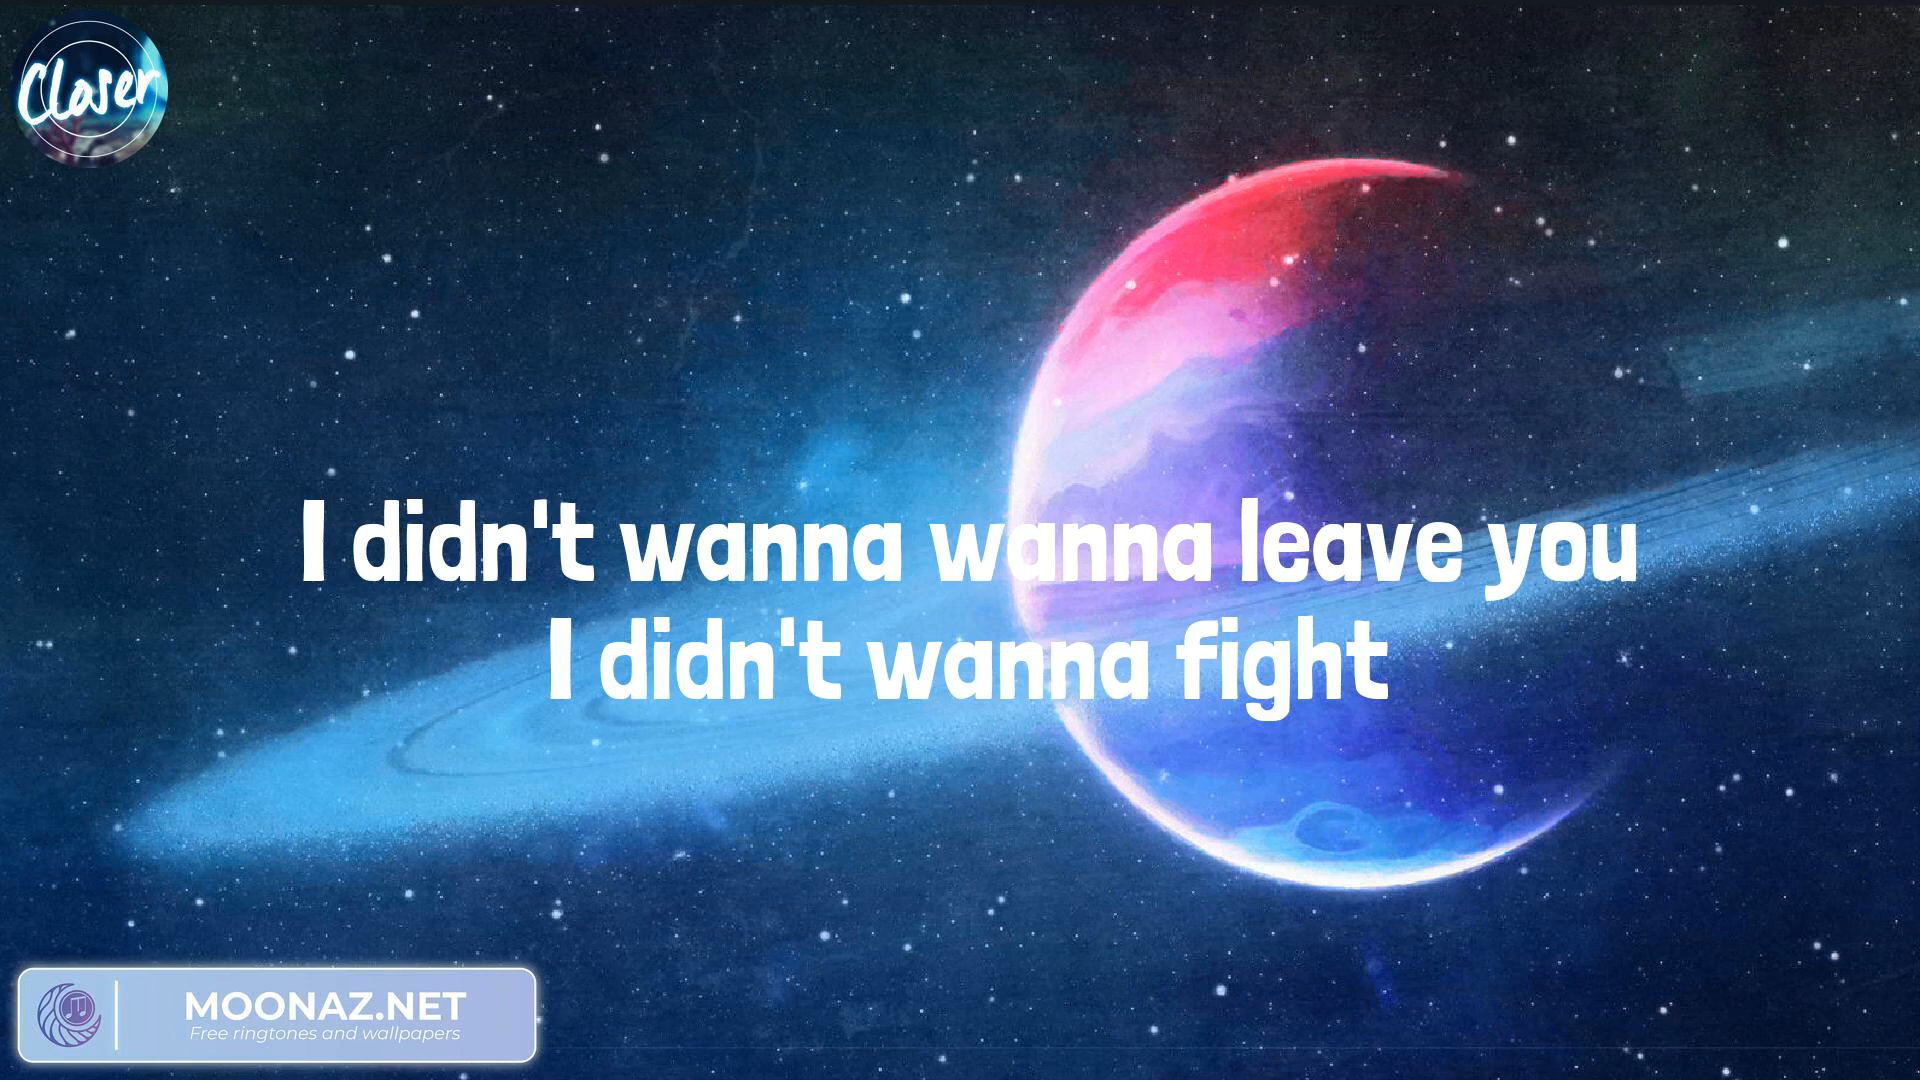 Closer
I didn't wanna wanna leave you
I didn't wanna fight
MOONAZ.NET
Free ringtones and wallpapers